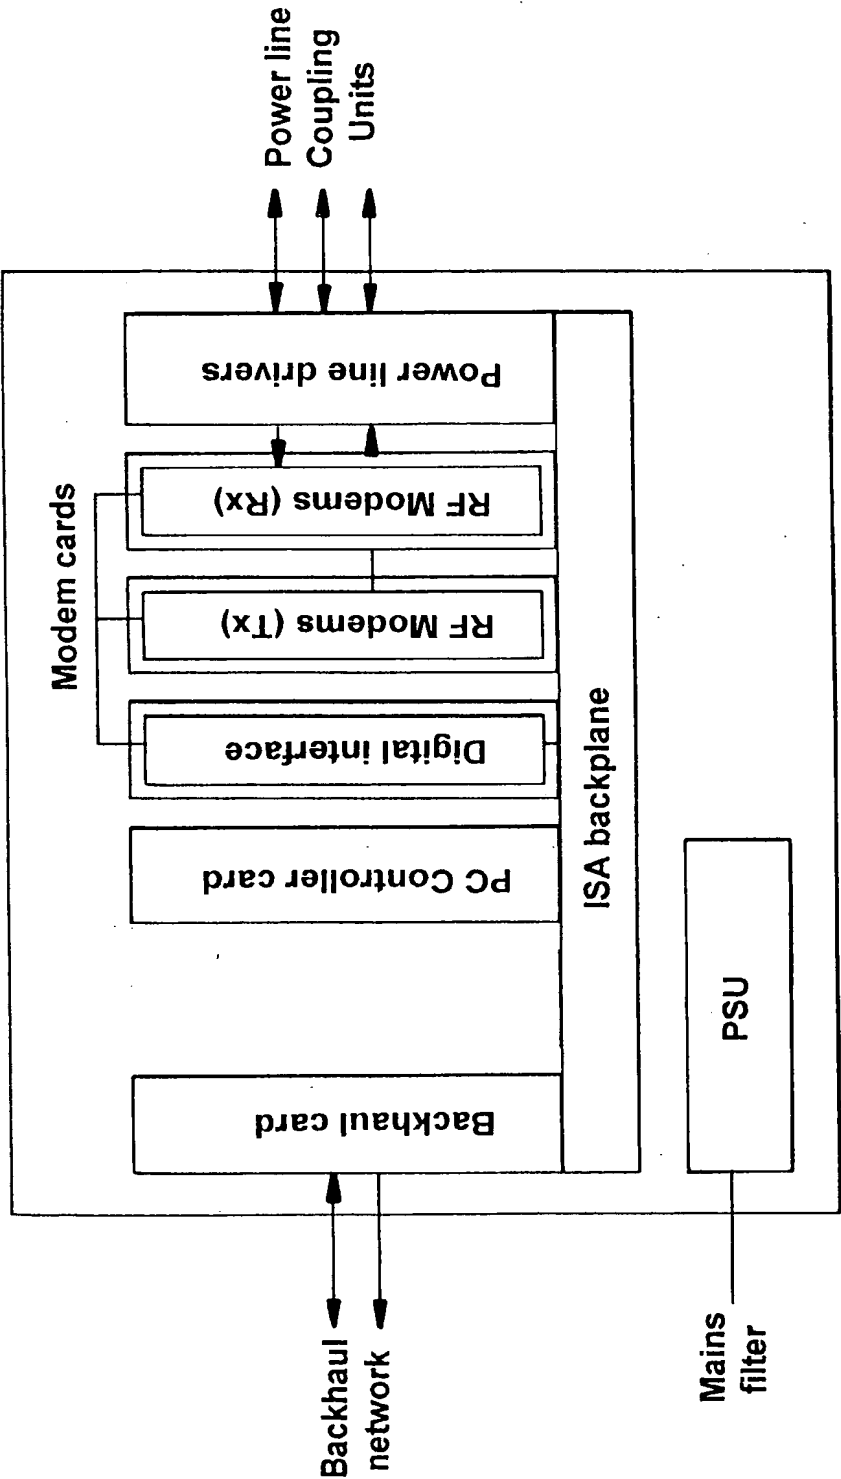 Modem cards
Backhaul card
PC Controller card
Digital interface
RF Modems (Tx)
RF Modems (Rx)
Power line drivers
Power line
Coupling
Units
Backhaul
network
ISA backplane
PSU
Mains
filter